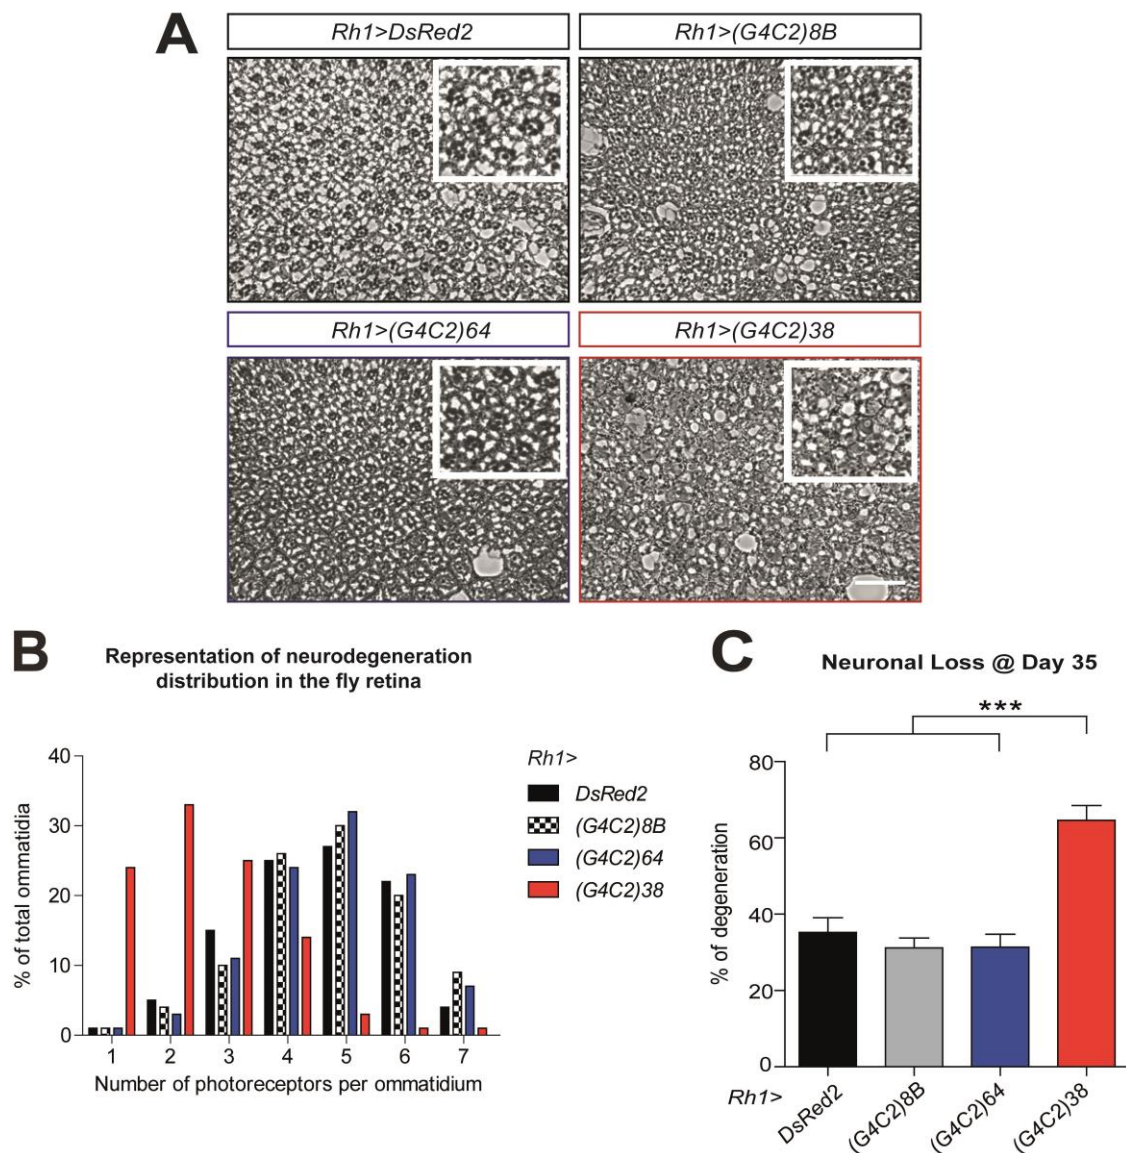 A
Rh1>DsRed2
Rh1>(G4C2)8B
Rh1>(G4C2)64
Rh1>(G4C2)38
B
Representation of neurodegeneration
distribution in the fly retina
% of total ommatidia
40
30
20
10
0
1 2 3 4 5 6 7
Number of photoreceptors per ommatidium
Rh1>
DsRed2
(G4C2)8B
(G4C2)64
(G4C2)38
C
Neuronal Loss @ Day 35
***
% of degeneration
80
60
40
20
0
Rh1>
DsRed2
(G4C2)8B
(G4C2)64
(G4C2)38